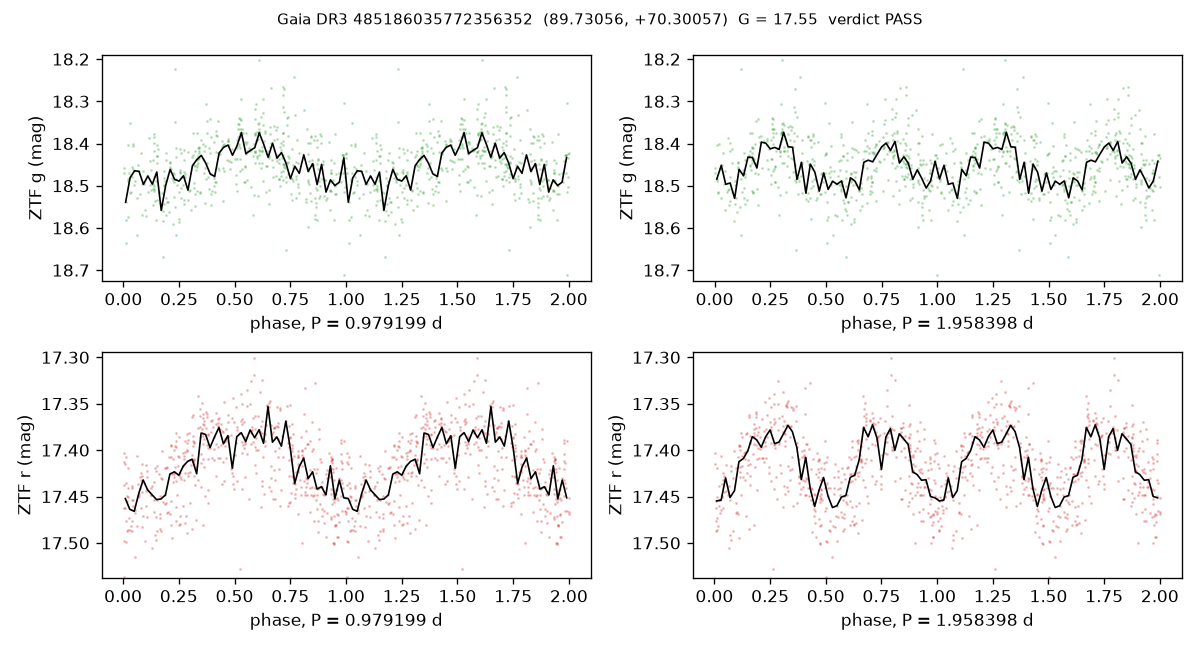 Gaia DR3 485186035772356352 (89.73056, +70.30057) G = 17.55 verdict PASS
18.2
18.3
18.4
18.5
18.6
18.7
ZTF g (mag)
0.00 0.25 0.50 0.75 1.00 1.25 1.50 1.75 2.00
phase, P = 0.979199 d
18.2
18.3
18.4
18.5
18.6
18.7
ZTF g (mag)
0.00 0.25 0.50 0.75 1.00 1.25 1.50 1.75 2.00
phase, P = 1.958398 d
17.30
17.35
17.40
17.45
17.50
ZTF r (mag)
0.00 0.25 0.50 0.75 1.00 1.25 1.50 1.75 2.00
phase, P = 0.979199 d
17.30
17.35
17.40
17.45
17.50
ZTF r (mag)
0.00 0.25 0.50 0.75 1.00 1.25 1.50 1.75 2.00
phase, P = 1.958398 d